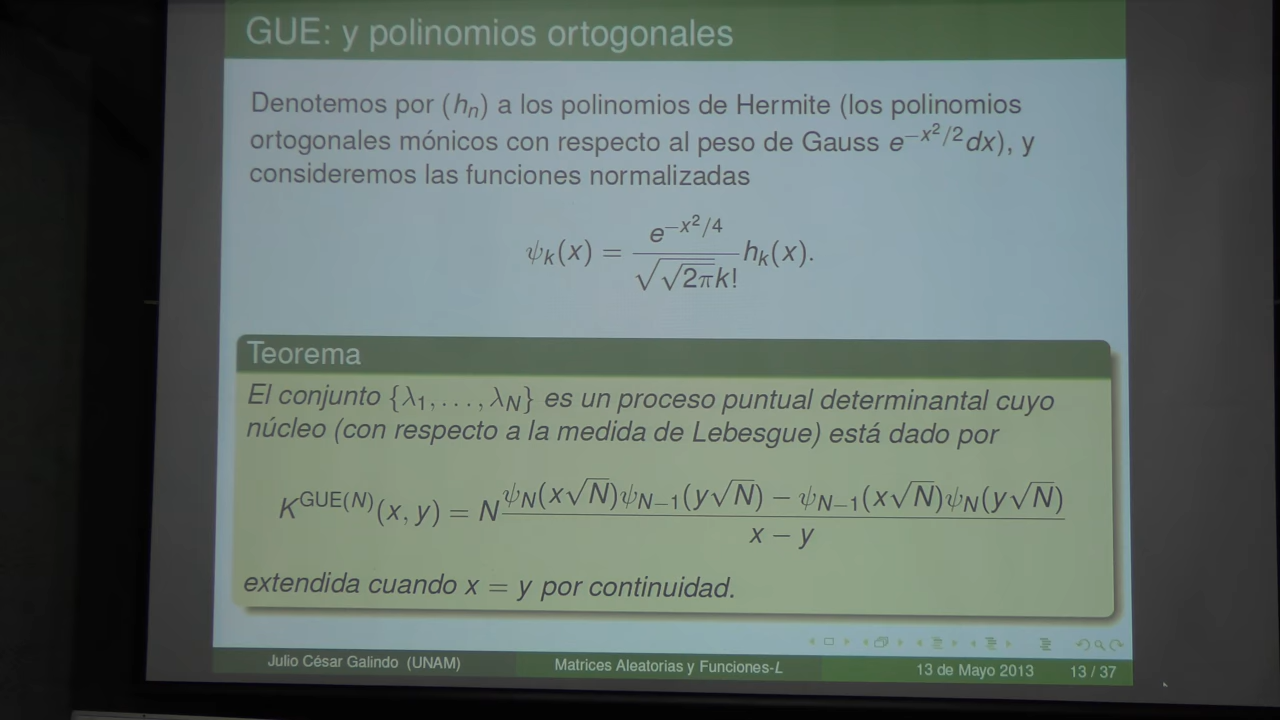 GUE: y polinomios ortogonales
Denotemos por (hₙ) a los polinomios de Hermite (los polinomios
ortogonales mónicos con respecto al peso de Gauss e^{−x²/2}dx), y
consideremos las funciones normalizadas
ψ_k(x) = \frac{e^{−x²/4}}{\sqrt{\sqrt{2π}k!}} h_k(x).
Teorema
El conjunto {λ₁, . . . , λ_N} es un proceso puntual determinantal cuyo
núcleo (con respecto a la medida de Lebesgue) está dado por
K^{GUE(N)}(x, y) = N \frac{ψ_N(x\sqrt{N})ψ_{N−1}(y\sqrt{N}) − ψ_{N−1}(x\sqrt{N})ψ_N(y\sqrt{N})}{x − y}
extendida cuando x = y por continuidad.
Julio César Galindo (UNAM) Matrices Aleatorias y Funciones-L 13 de Mayo 2013 13 / 37